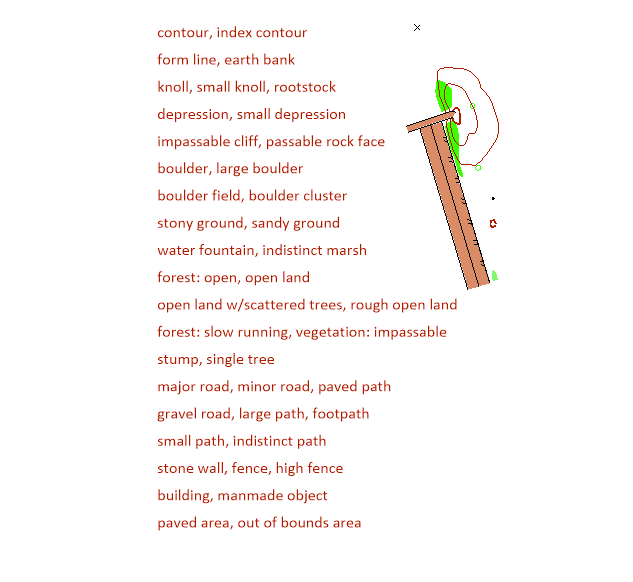 contour, index contour
form line, earth bank
knoll, small knoll, rootstock
depression, small depression
impassable cliff, passable rock face
boulder, large boulder
boulder field, boulder cluster
stony ground, sandy ground
water fountain, indistinct marsh
forest: open, open land
open land w/scattered trees, rough open land
forest: slow running, vegetation: impassable
stump, single tree
major road, minor road, paved path
gravel road, large path, footpath
small path, indistinct path
stone wall, fence, high fence
building, manmade object
paved area, out of bounds area